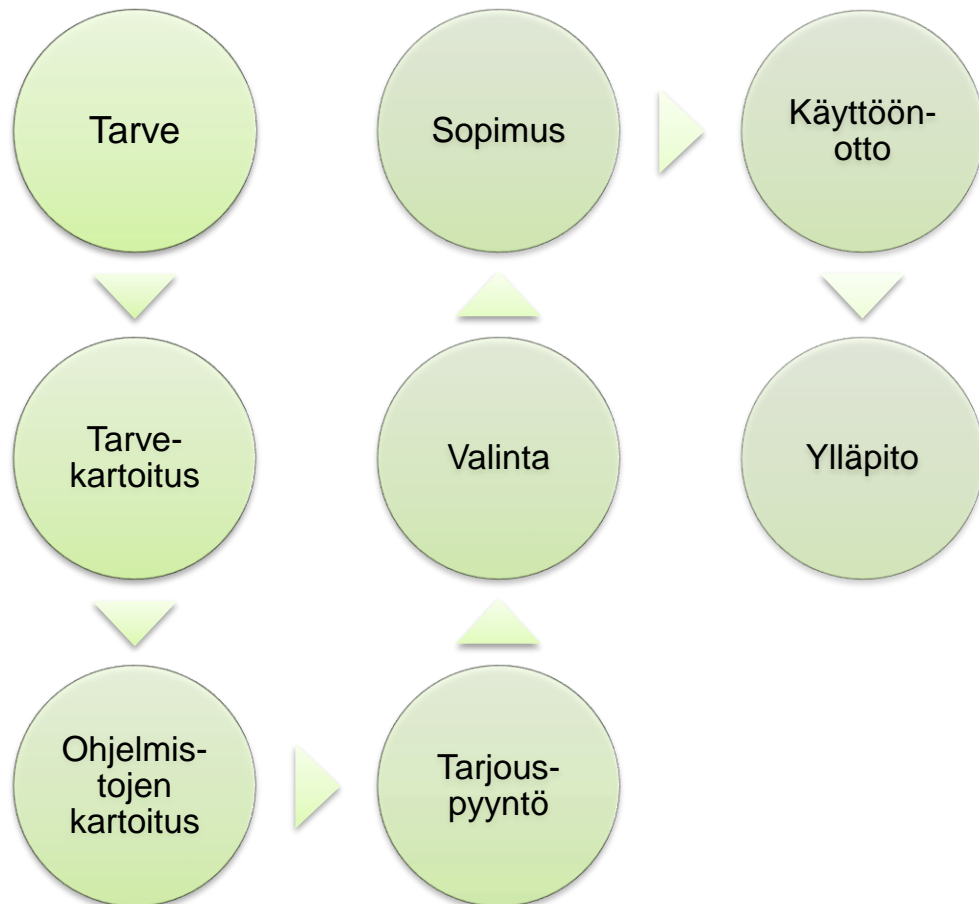 Tarve
Tarve-
kartoitus
Ohjelmis-
tojen
kartoitus
Tarjous-
pyyntö
Valinta
Sopimus
Käyttöön-
otto
Ylläpito